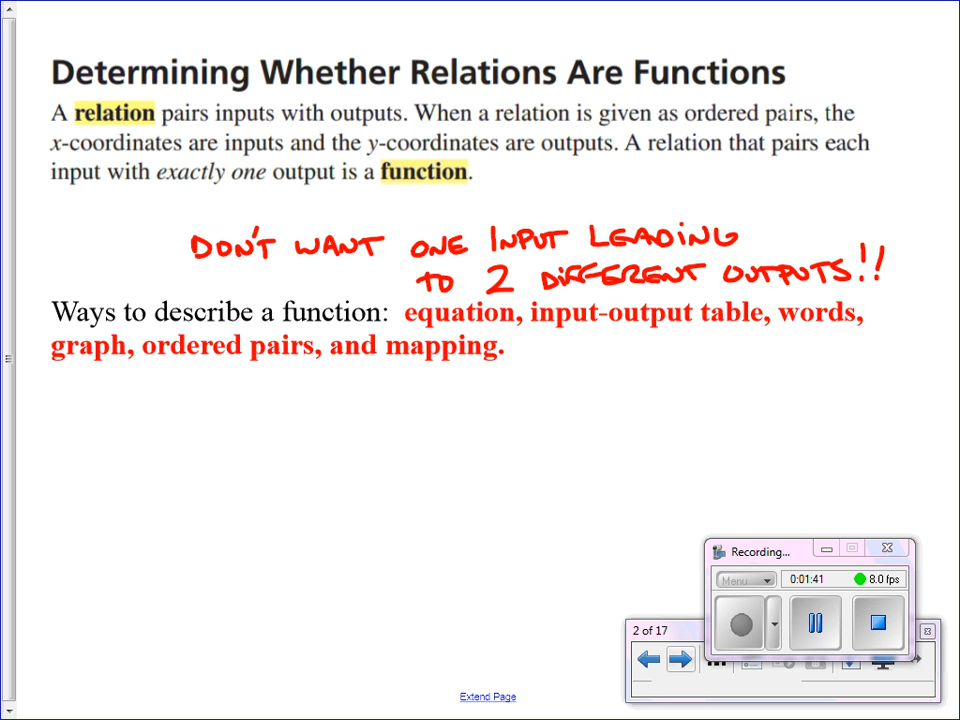 Determining Whether Relations Are Functions
A relation pairs inputs with outputs. When a relation is given as ordered pairs, the
x-coordinates are inputs and the y-coordinates are outputs. A relation that pairs each
input with exactly one output is a function.
DON'T WANT ONE INPUT LEADING
TO 2 DIFFERENT OUTPUTS!!
Ways to describe a function: equation, input-output table, words,
graph, ordered pairs, and mapping.
Recording...
Menu 0:01:41 8.0 fps
2 of 17
Extend Page